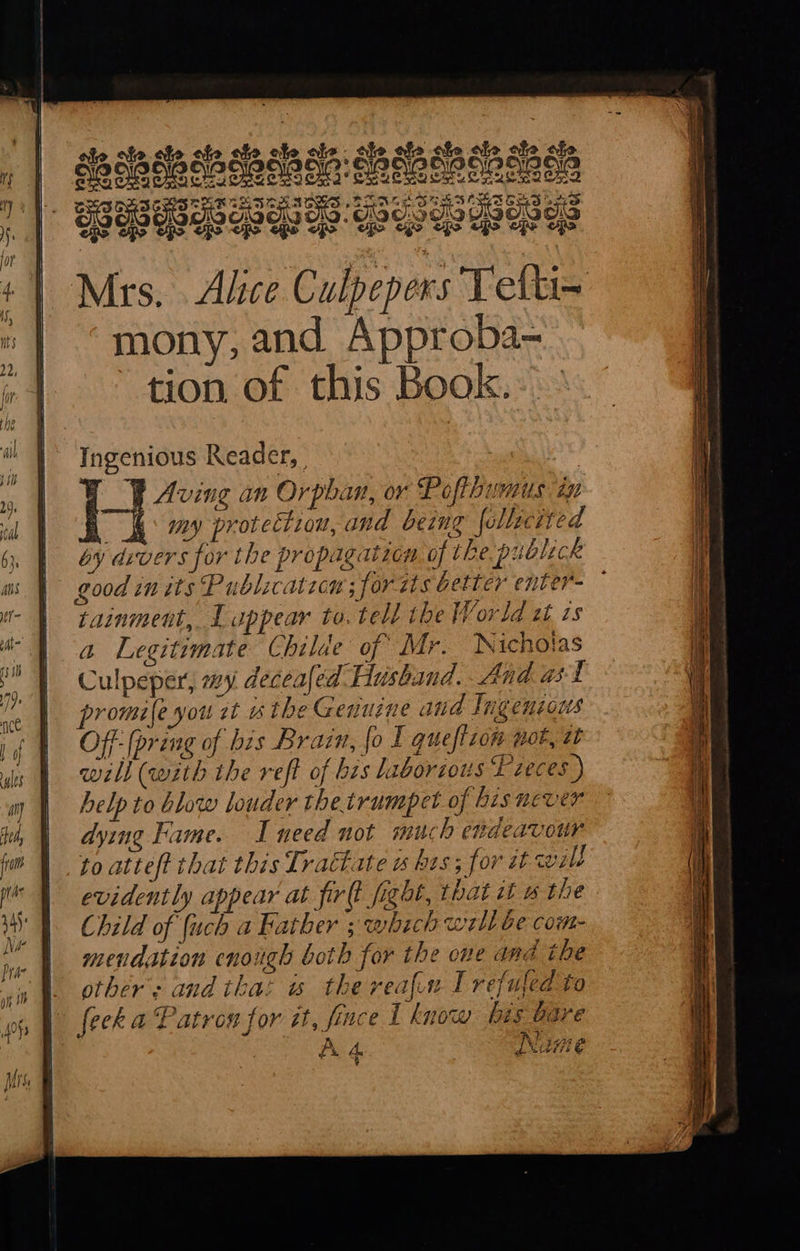 Mrs. Alice Culpepers Teſti-
mony, and Approba-
tion of this Book.
Ingenious Reader,
HAving an Orphan, or Poſthumus in
my protection, and being ſollicited
by divers for the propagation of the publick
good in its Publication; for its better enter-
tainment, I appear to tell the World it is
a Legitimate Childe of Mr. Nicholas
Culpeper, my deceaſed Husband. And as I
promiſe you it is the Genuine and Ingenious
Off-ſpring of his Brain, ſo I queſtion not, it
will (with the reſt of his laborious Pieces)
help to blow louder the trumpet of his never
dying Fame. I need not much endeavour
to atteſt that this Tractate is his; for it will
evidently appear at firſt ſight, that it is the
Child of ſuch a Father; which will be com-
mendation enough both for the one and the
other: and that is the reaſon I refuſed to
ſeek a Patron for it, ſince I know his bare
A 4 Name